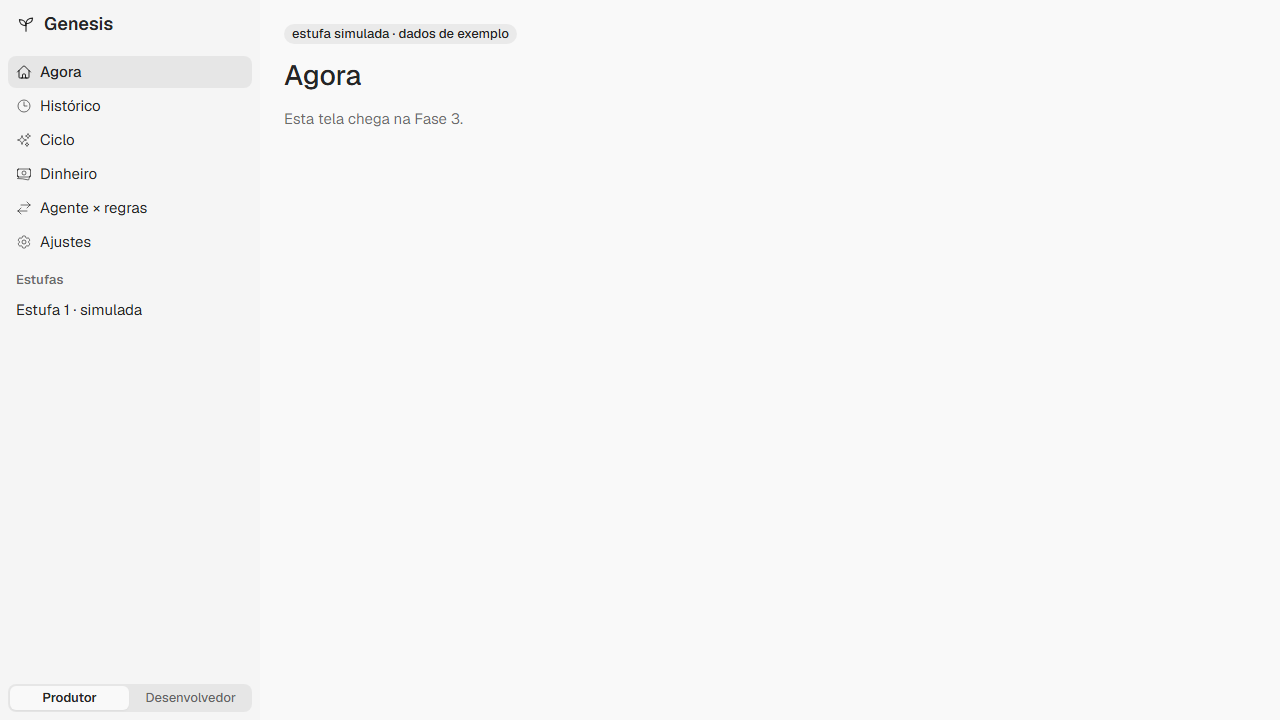 Genesis
Agora
Histórico
Ciclo
Dinheiro
Agente × regras
Ajustes
Estufas
Estufa 1 · simulada
Produtor
Desenvolvedor
estufa simulada · dados de exemplo
Agora
Esta tela chega na Fase 3.